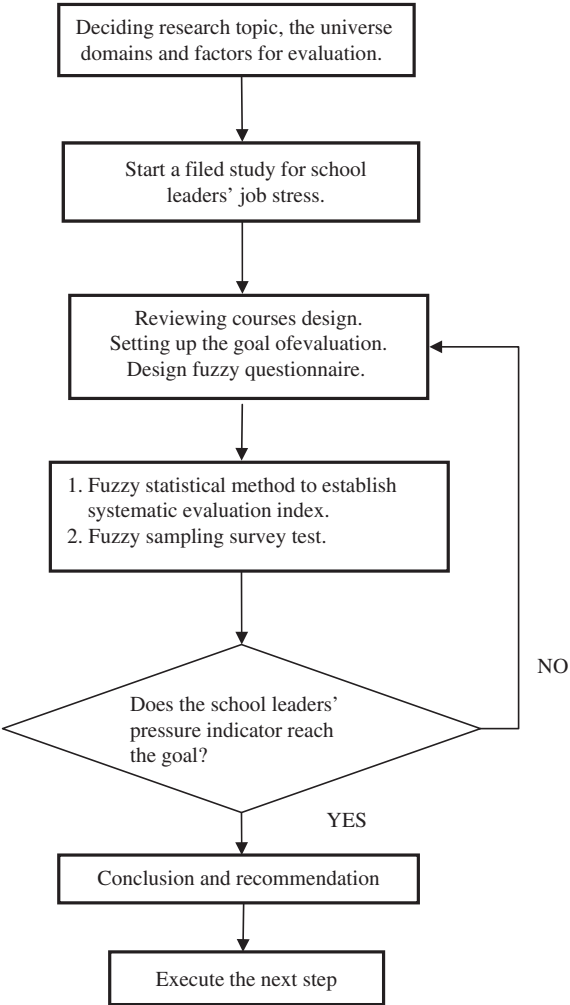 Deciding research topic, the universe
domains and factors for evaluation.
Start a filed study for school
leaders’ job stress.
Reviewing courses design.
Setting up the goal ofevaluation.
Design fuzzy questionnaire.
1. Fuzzy statistical method to establish
systematic evaluation index.
2. Fuzzy sampling survey test.
NO
Does the school leaders’
pressure indicator reach
the goal?
YES
Conclusion and recommendation
Execute the next step